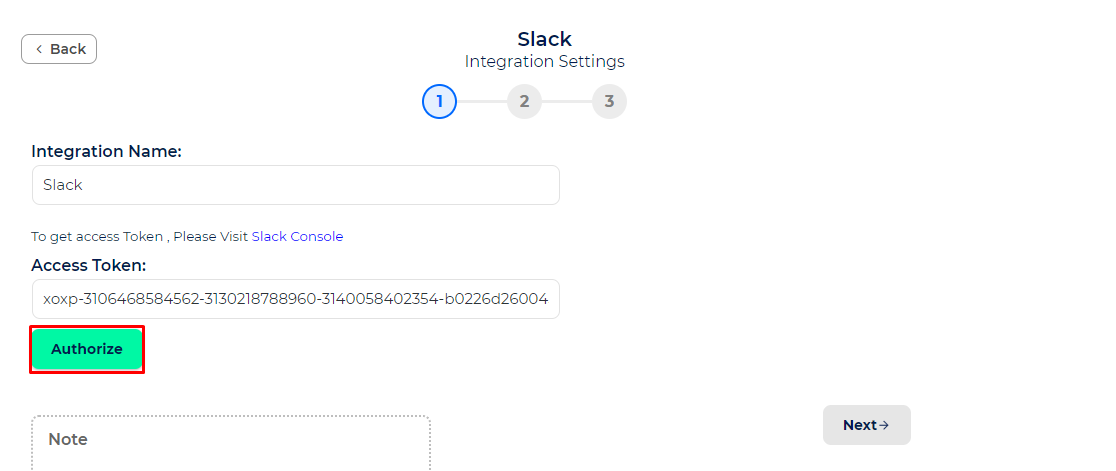 Back
Slack
Integration Settings
1 2 3
Integration Name:
Slack
To get access Token , Please Visit Slack Console
Access Token:
xoxp-3106468584562-3130218788960-3140058402354-b0226d26004
Authorize
Next
Note